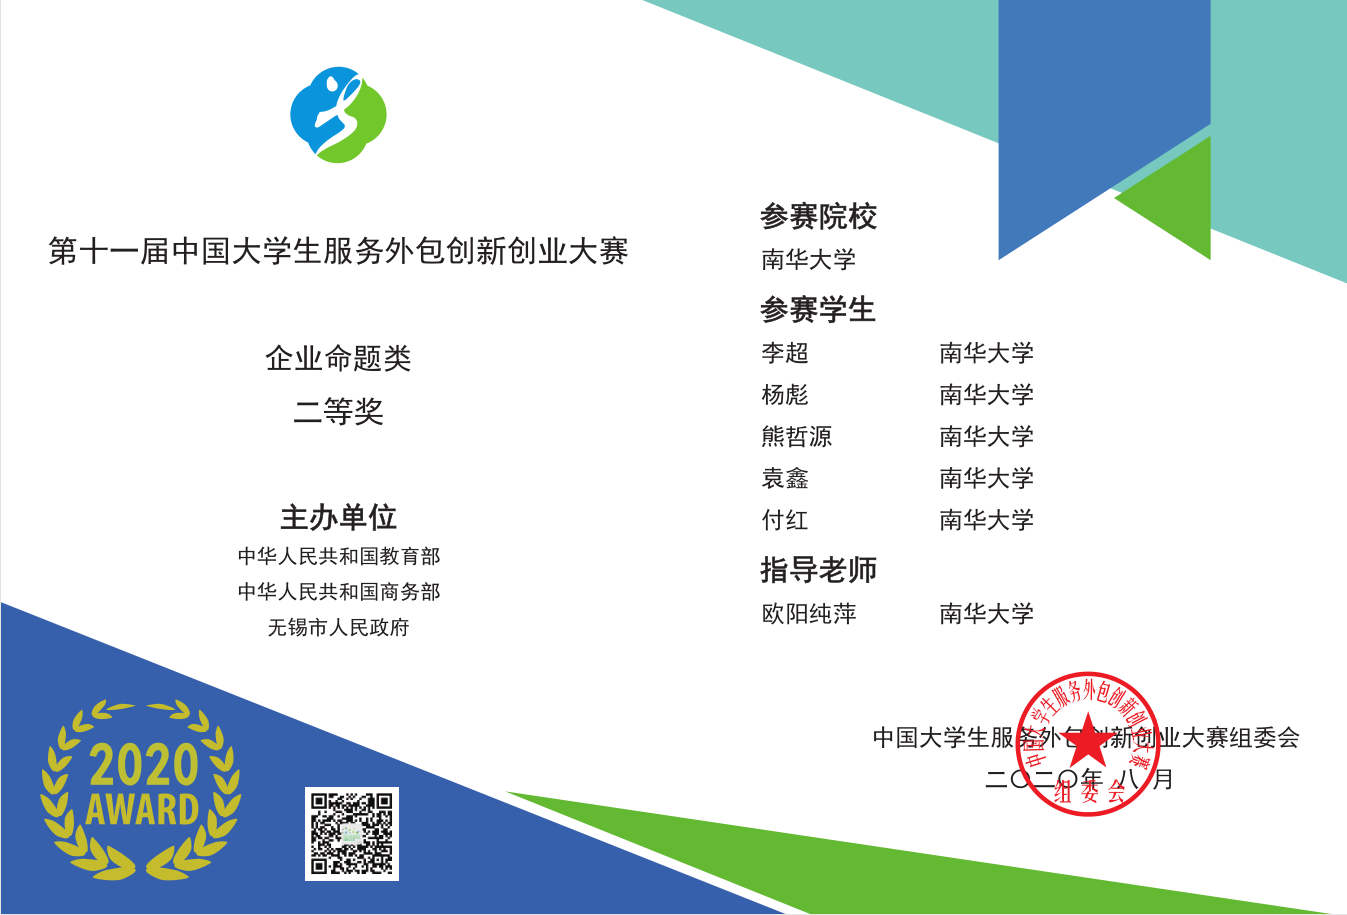 第十一届中国大学生服务外包创新创业大赛
企业命题类
二等奖
主办单位
中华人民共和国教育部
中华人民共和国商务部
无锡市人民政府
2020
AWARD
参赛院校
南华大学
参赛学生
李超 南华大学
杨彪 南华大学
熊哲源 南华大学
袁鑫 南华大学
付红 南华大学
指导老师
欧阳纯萍 南华大学
中国大学生服务外包创新创业大赛组委会
二〇二〇年 八 月
中国大学生服务外包创新创业大赛
组委会